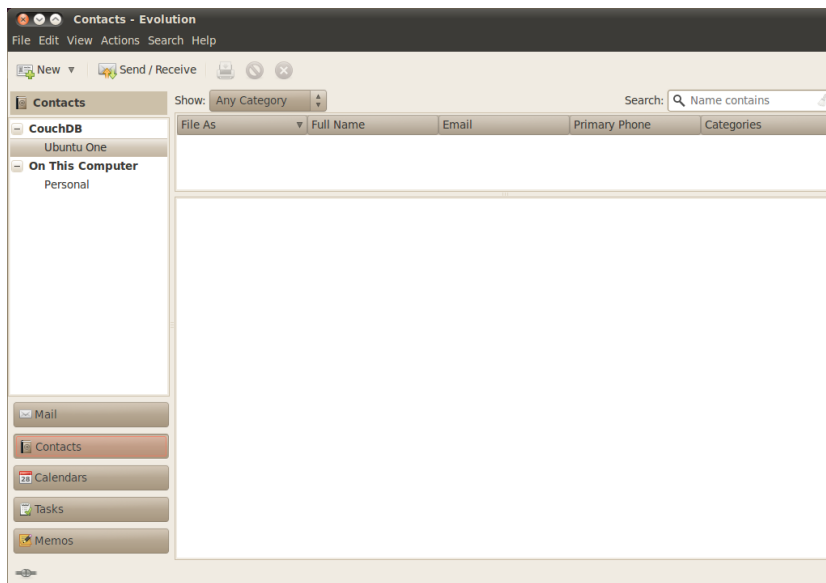 Contacts - Evolution
File Edit View Actions Search Help
New Send / Receive
Contacts Show: Any Category Search: Name contains
File As Full Name Email Primary Phone Categories
CouchDB
Ubuntu One
On This Computer
Personal
Mail
Contacts
28 Calendars
Tasks
Memos